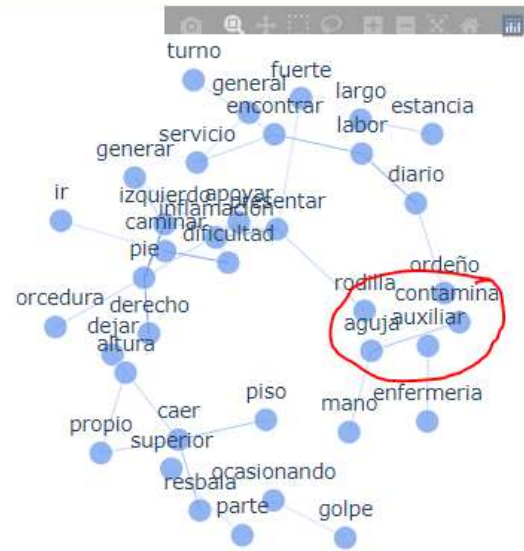 turno
fuerte
general
largo
encontrar
estancia
servicio
labor
generar
diario
ir
izquierdo
apoyar
inflamación
presentar
caminar
dificultad
pie
ordeño
rodilla
contamina
orcedura
derecho
aguja
auxiliar
dejar
altura
piso
mano
enfermeria
propio
caer
superior
resbala
ocasionando
parte
golpe